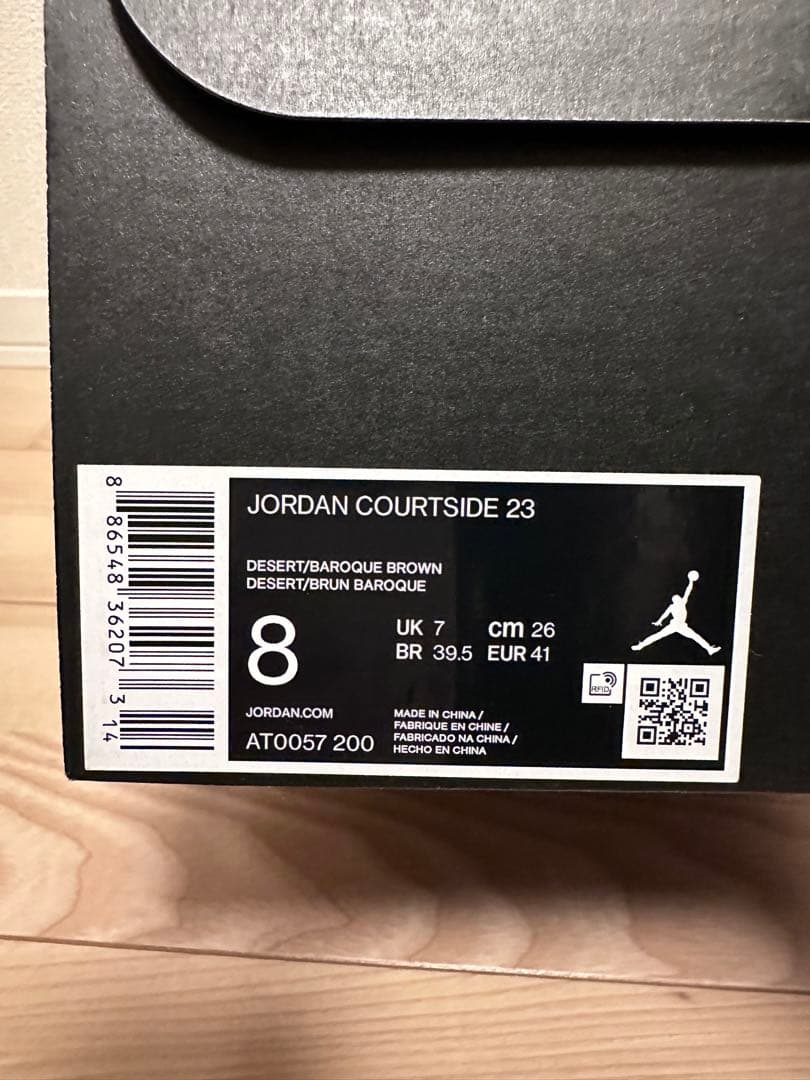 JORDAN COURTSIDE 23
DESERT/BAROQUE BROWN
DESERT/BRUN BAROQUE
8
UK 7 cm 26
BR 39.5 EUR 41
RFID
JORDAN.COM
AT0057 200
MADE IN CHINA /
FABRIQUE EN CHINE /
FABRICADO NA CHINA /
HECHO EN CHINA
8 86548 36207 3 14